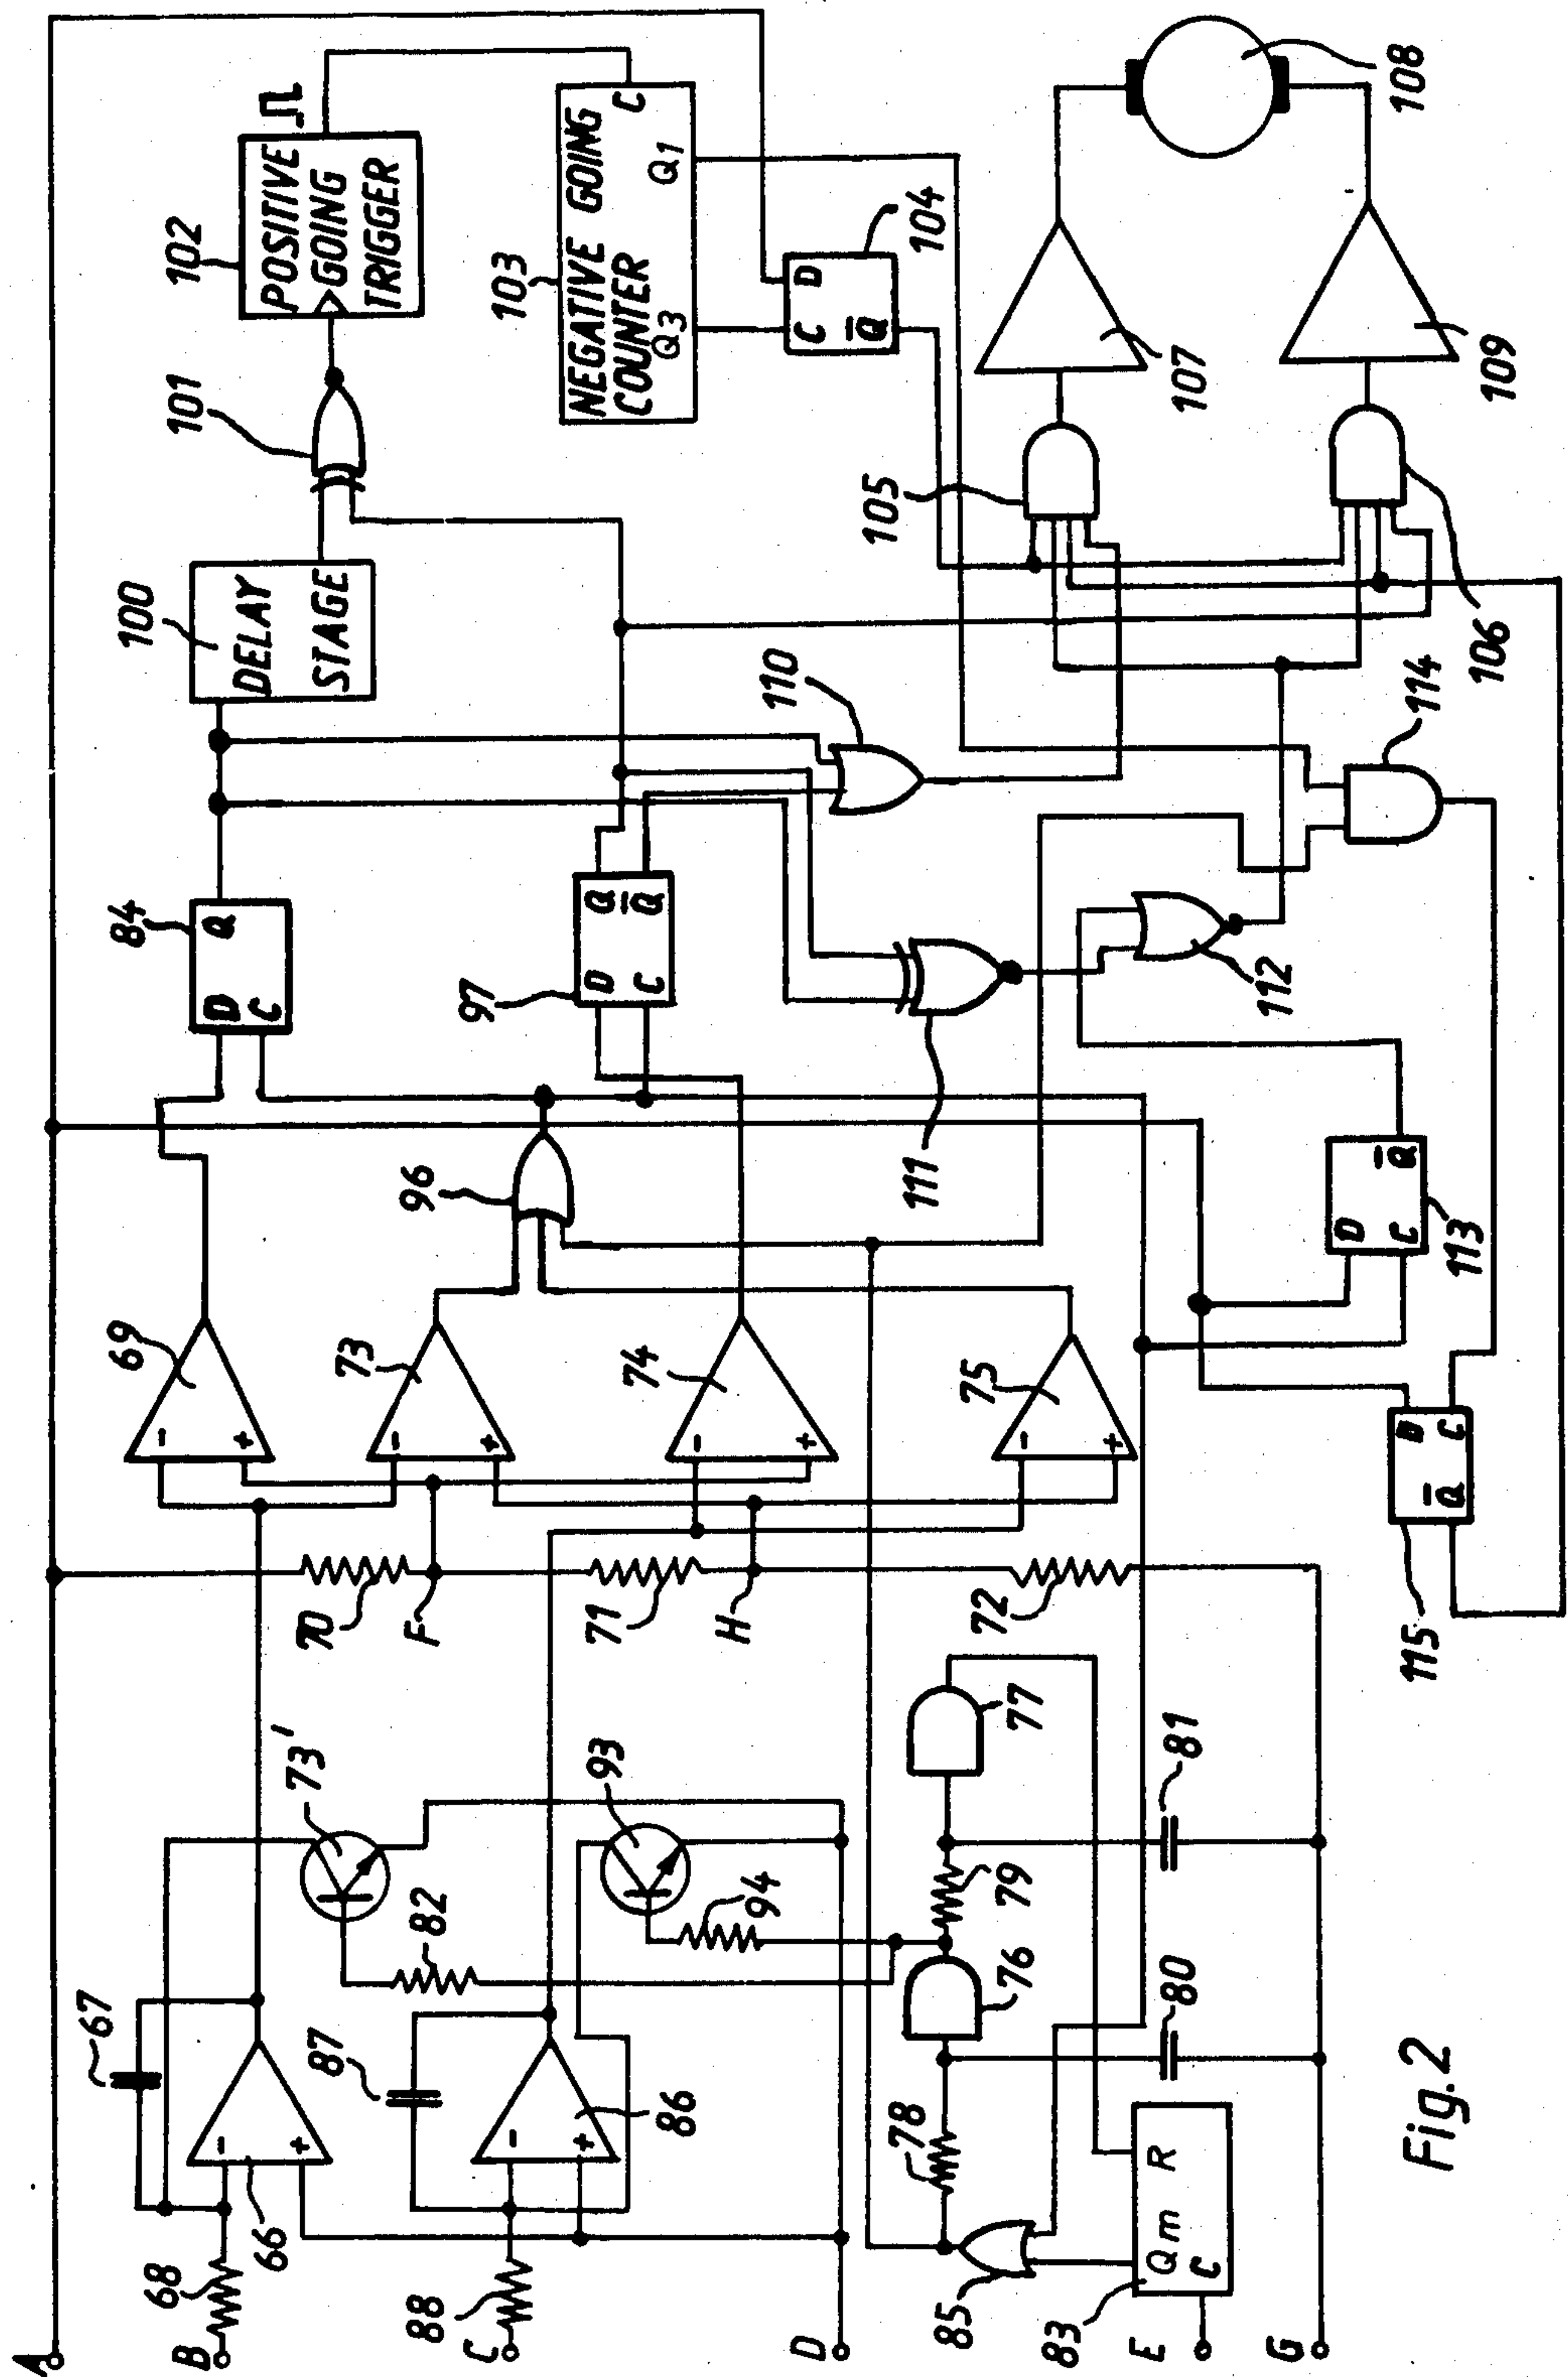 A
B
C
D
E
G
68
66
67
88
87
86
85
83
Qm
R
C
78
80
76
79
81
77
82
94
73'
93
-
+
-
+
70
F
71
H
72
69
-
+
73
-
+
74
-
+
75
-
+
96
84
D
C
Q
97
D
C
Q
Q̅
111
112
113
D
C
Q̅
115
D
C
Q̅
114
110
100
DELAY
STAGE
101
102
POSITIVE
GOING
TRIGGER
103
NEGATIVE GOING
COUNTER
C
Q1
Q3
104
C
D
Q̅
105
106
107
108
109
Fig.2